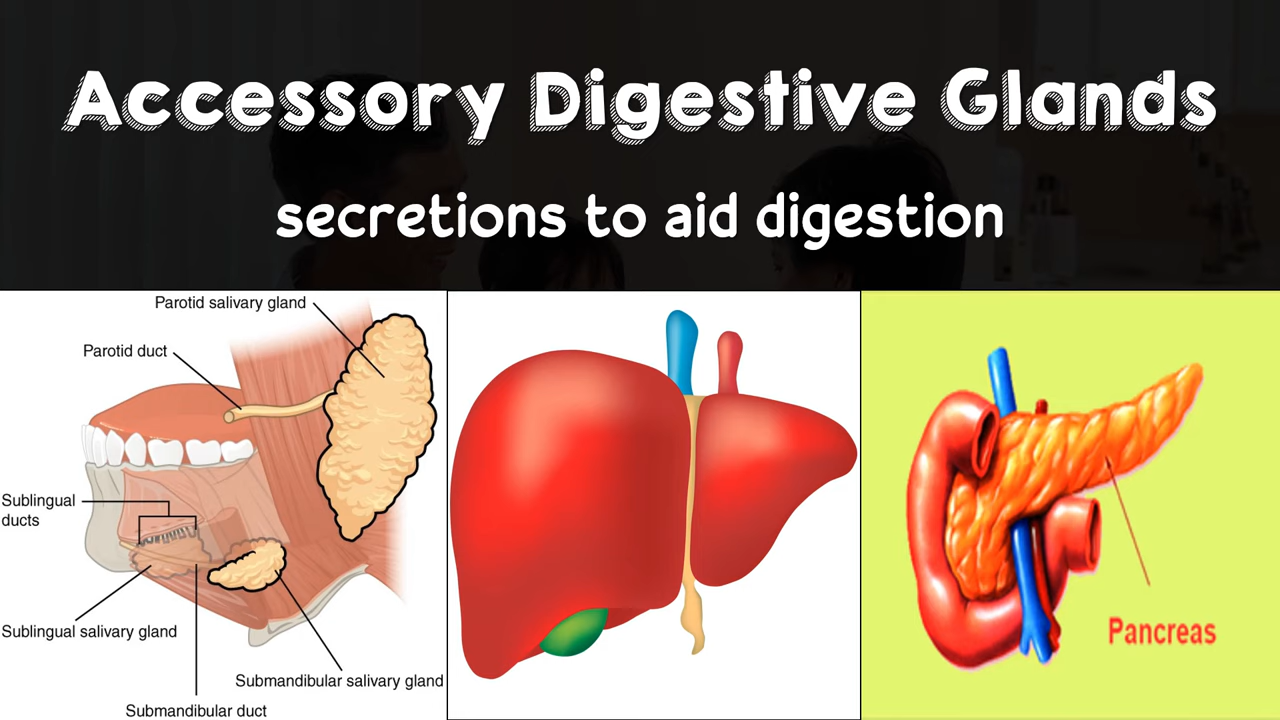 Accessory Digestive Glands
secretions to aid digestion
Parotid salivary gland
Parotid duct
Sublingual
ducts
Sublingual salivary gland
Submandibular salivary gland
Submandibular duct
Pancreas